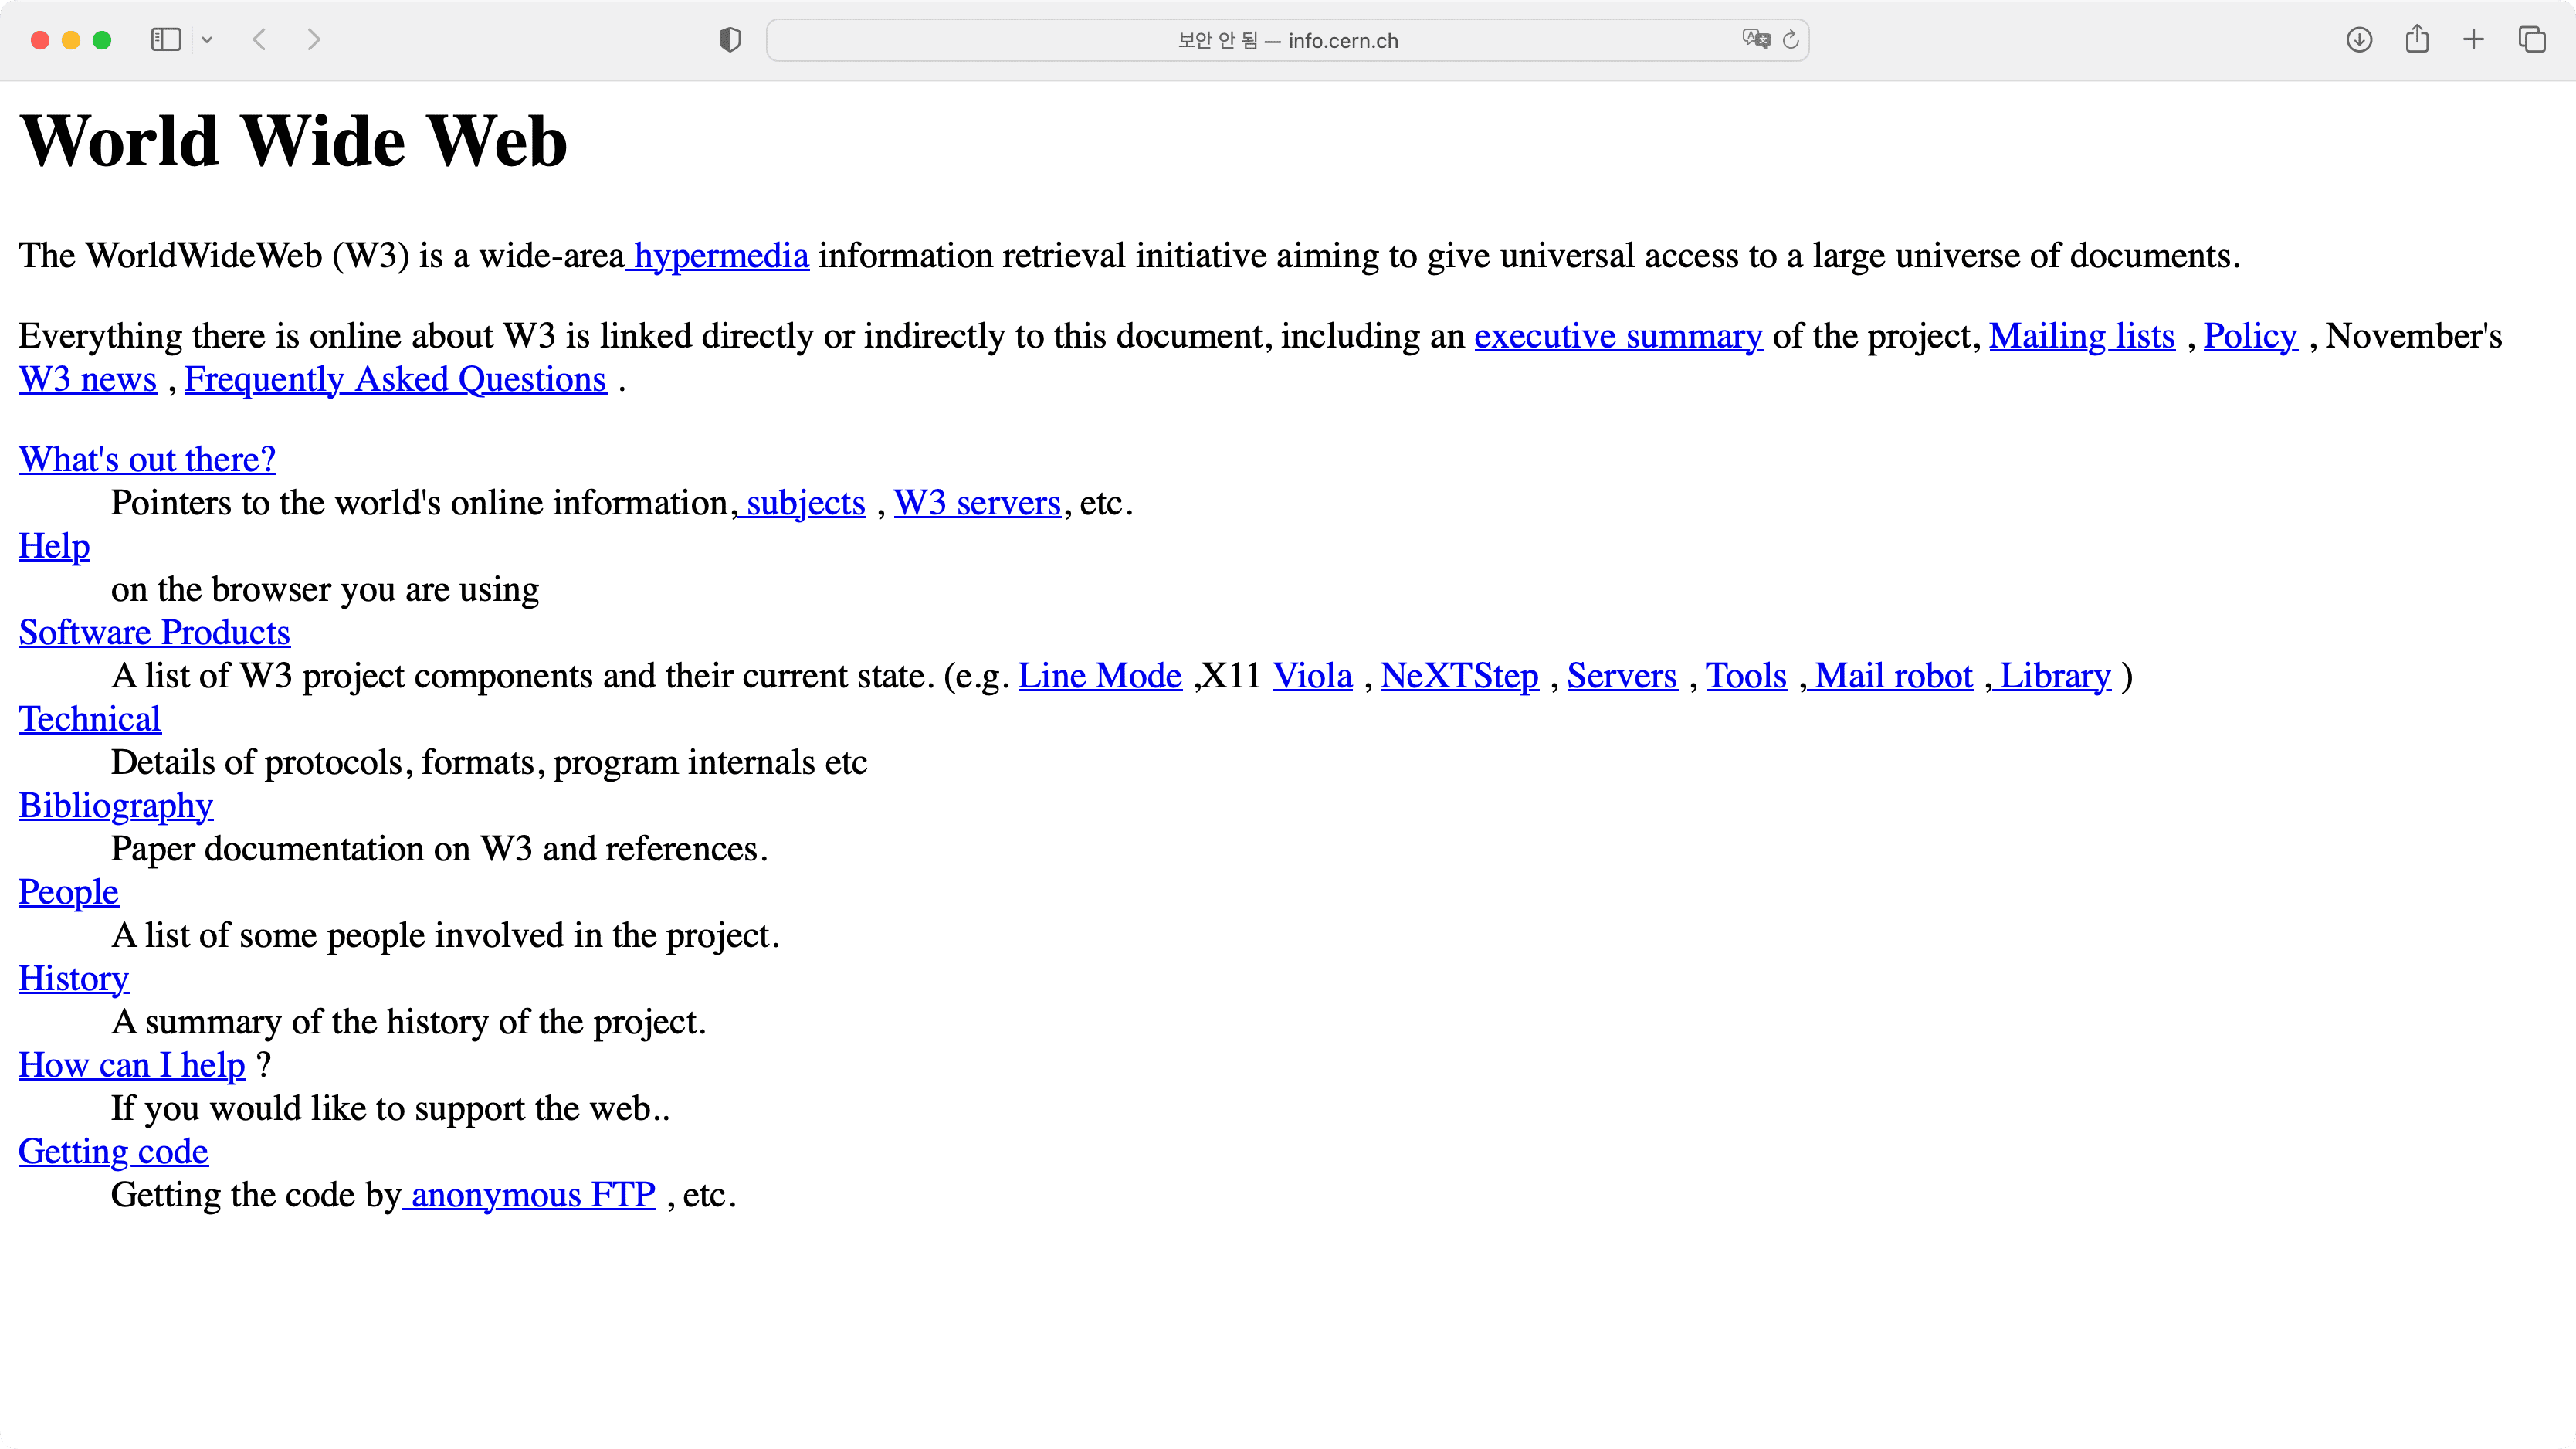 보안 안 됨 — info.cern.ch
World Wide Web
The WorldWideWeb (W3) is a wide-area hypermedia information retrieval initiative aiming to give universal access to a large universe of documents.
Everything there is online about W3 is linked directly or indirectly to this document, including an executive summary of the project, Mailing lists , Policy , November's
W3 news , Frequently Asked Questions .
What's out there?
Pointers to the world's online information, subjects , W3 servers, etc.
Help
on the browser you are using
Software Products
A list of W3 project components and their current state. (e.g. Line Mode ,X11 Viola , NeXTStep , Servers , Tools , Mail robot , Library )
Technical
Details of protocols, formats, program internals etc
Bibliography
Paper documentation on W3 and references.
People
A list of some people involved in the project.
History
A summary of the history of the project.
How can I help ?
If you would like to support the web..
Getting code
Getting the code by anonymous FTP , etc.